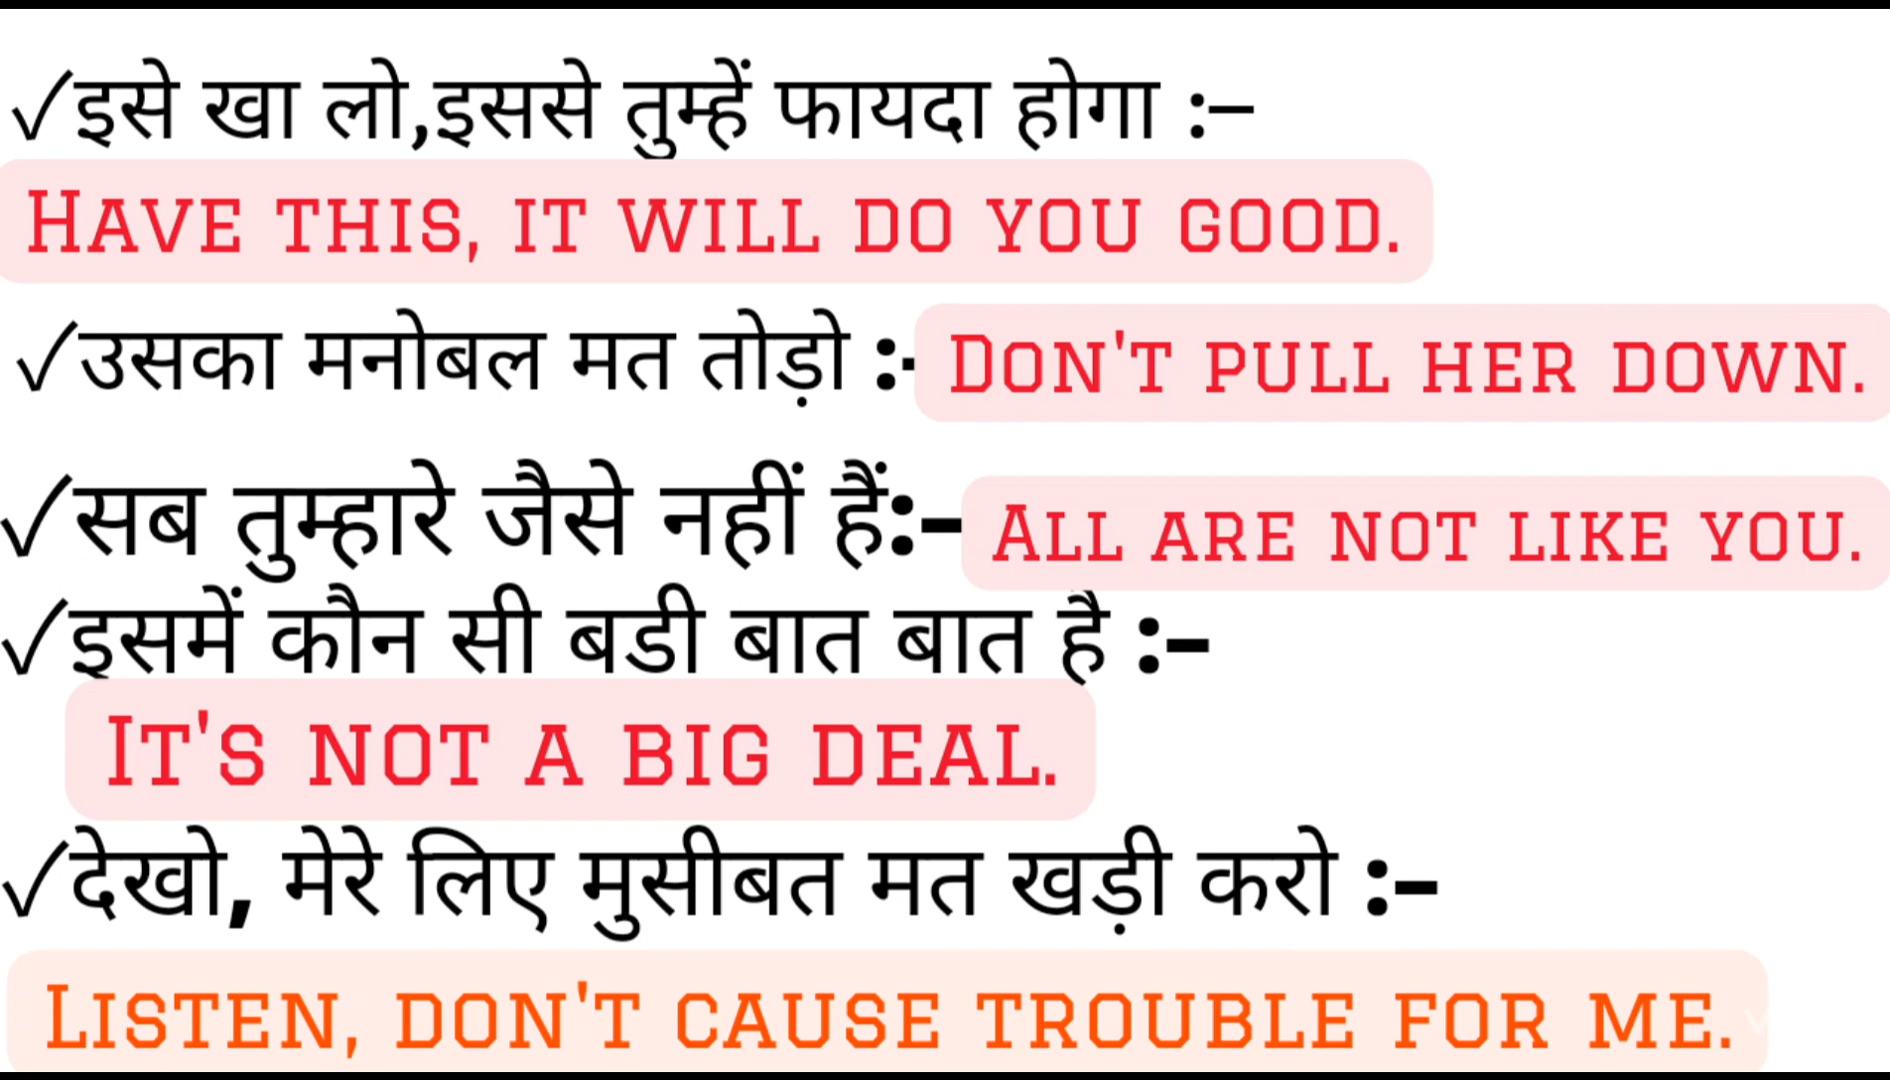 ✓इसे खा लो,इससे तुम्हें फायदा होगा :–
Have this, it will do you good.
✓उसका मनोबल मत तोड़ो :- Don't pull her down.
✓सब तुम्हारे जैसे नहीं हैं:– All are not like you.
✓इसमें कौन सी बडी बात बात है :–
It's not a big deal.
✓देखो, मेरे लिए मुसीबत मत खड़ी करो :–
Listen, don't cause trouble for me.